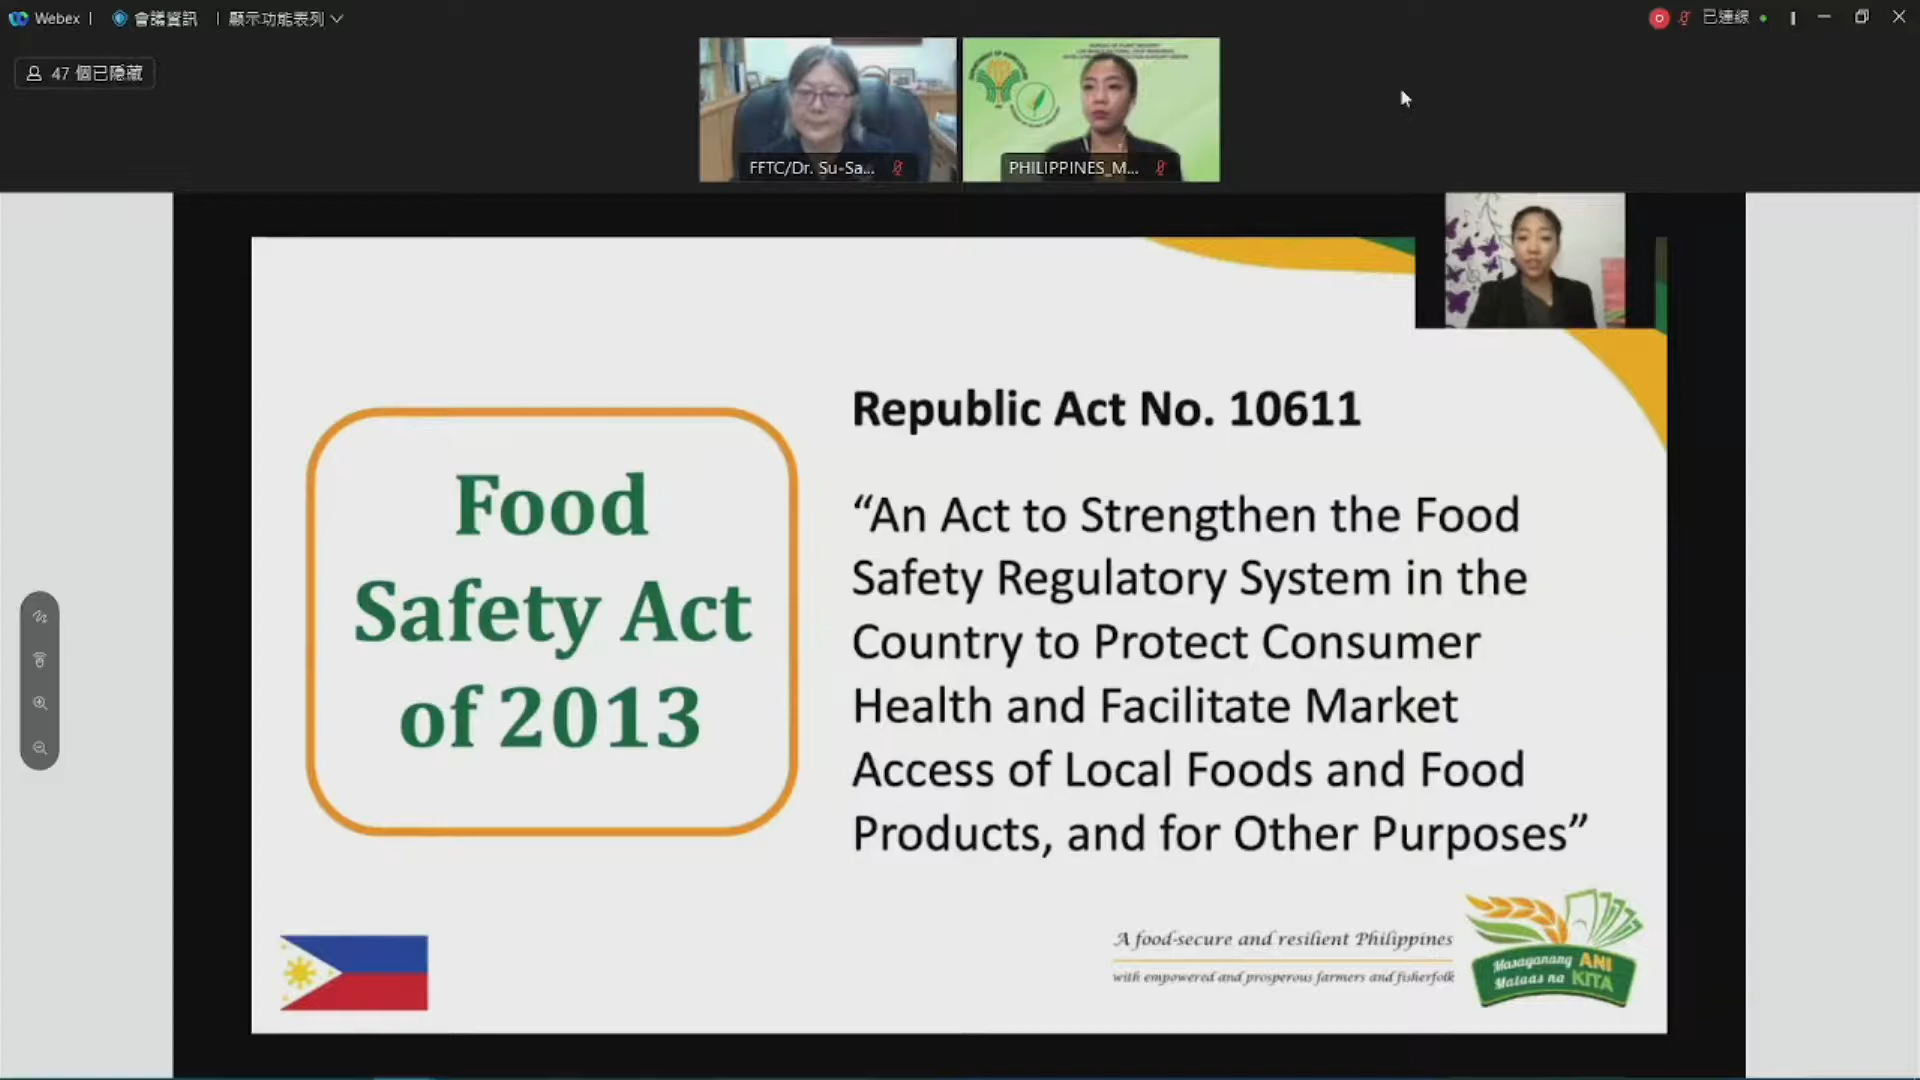 Webex
會議資訊
顯示功能表列
已連線
47 個已隱藏
FFTC/Dr. Su-Sa...
PHILIPPINES_M...
Food
Safety Act
of 2013
Republic Act No. 10611
“An Act to Strengthen the Food
Safety Regulatory System in the
Country to Protect Consumer
Health and Facilitate Market
Access of Local Foods and Food
Products, and for Other Purposes”
A food-secure and resilient Philippines
with empowered and prosperous farmers and fisherfolk
Masaganang ANI
Mataas na KITA